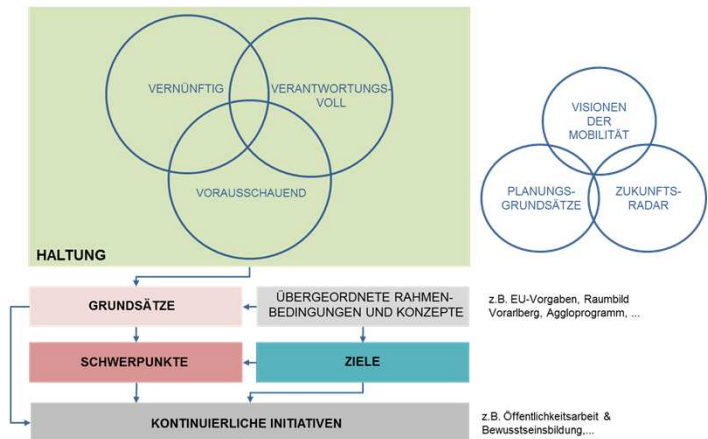 VERNÜNFTIG
VERANTWORTUNGS-
VOLL
VORAUSSCHAUEND
HALTUNG
VISIONEN
DER
MOBILITÄT
PLANUNGS-
GRUNDSÄTZE
ZUKUNFTS-
RADAR
GRUNDSÄTZE
ÜBERGEORDNETE RAHMEN-
BEDINGUNGEN UND KONZEPTE
z.B. EU-Vorgaben, Raumbild
Vorarlberg, Aggloprogramm, ...
SCHWERPUNKTE
ZIELE
KONTINUIERLICHE INITIATIVEN
z.B. Öffentlichkeitsarbeit &
Bewusstseinsbildung,...